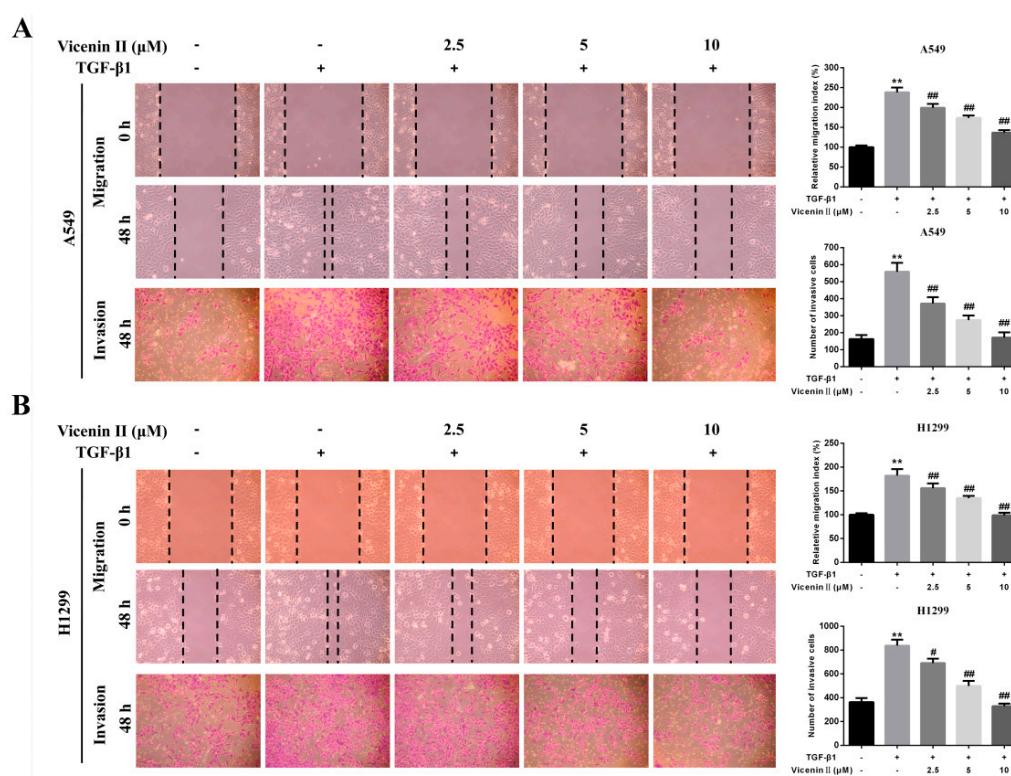 A
Vicenin II (μM) - - 2.5 5 10
TGF-β1 - + + + +
A549
Migration
0 h
48 h
Invasion
48 h
A549
Relatetive migration index (%)
300
250
200
150
100
50
0
**
##
##
##
TGF-β1 - + + + +
Vicenin II (μM) - - 2.5 5 10
A549
Number of invasive cells
700
600
500
400
300
200
100
0
**
##
##
##
TGF-β1 - + + + +
Vicenin II (μM) - - 2.5 5 10
B
Vicenin II (μM) - - 2.5 5 10
TGF-β1 - + + + +
H1299
Migration
0 h
48 h
Invasion
48 h
H1299
Relatetive migration index (%)
250
200
150
100
50
0
**
##
##
##
TGF-β1 - + + + +
Vicenin II (μM) - - 2.5 5 10
H1299
Number of invasive cells
1000
800
600
400
200
0
**
#
##
##
TGF-β1 - + + + +
Vicenin II (μM) - - 2.5 5 10